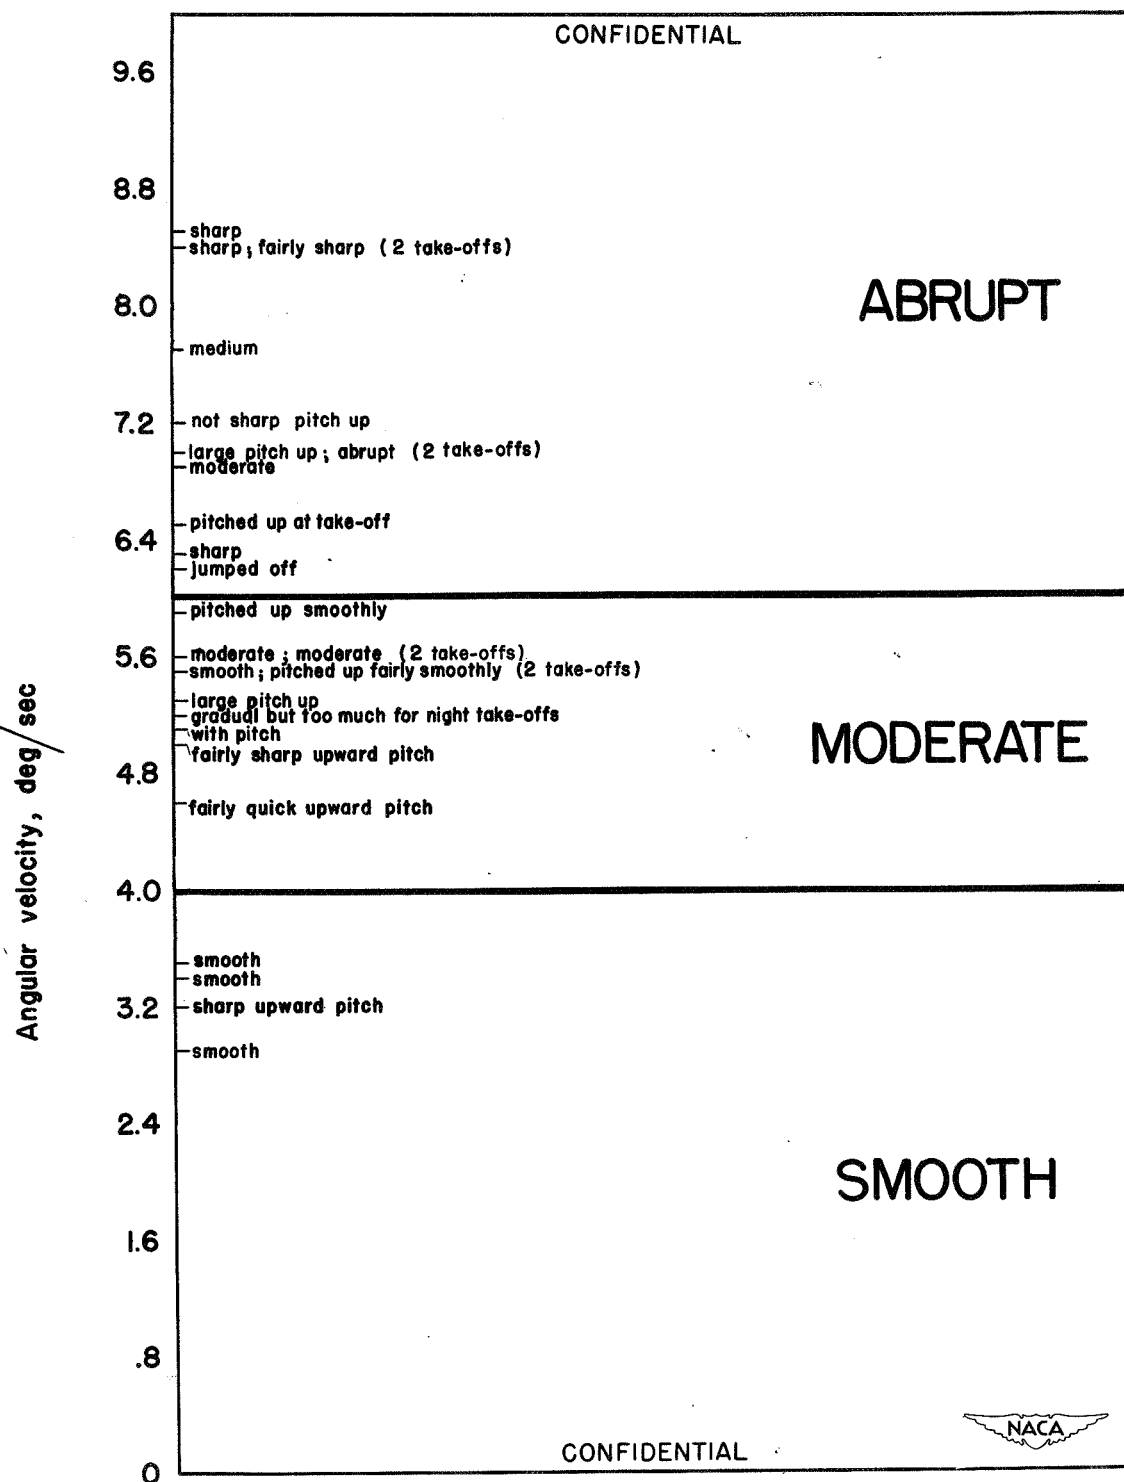 CONFIDENTIAL
9.6
8.8
sharp
sharp; fairly sharp (2 take-offs)
8.0
ABRUPT
medium
7.2
not sharp pitch up
large pitch up; abrupt (2 take-offs)
moderate
pitched up at take-off
6.4
sharp
jumped off
pitched up smoothly
5.6
moderate; moderate (2 take-offs)
smooth; pitched up fairly smoothly (2 take-offs)
large pitch up
gradual but too much for night take-offs
with pitch
MODERATE
fairly sharp upward pitch
4.8
fairly quick upward pitch
Angular velocity, deg/sec
4.0
smooth
smooth
3.2
sharp upward pitch
smooth
2.4
SMOOTH
1.6
.8
NACA
CONFIDENTIAL
0